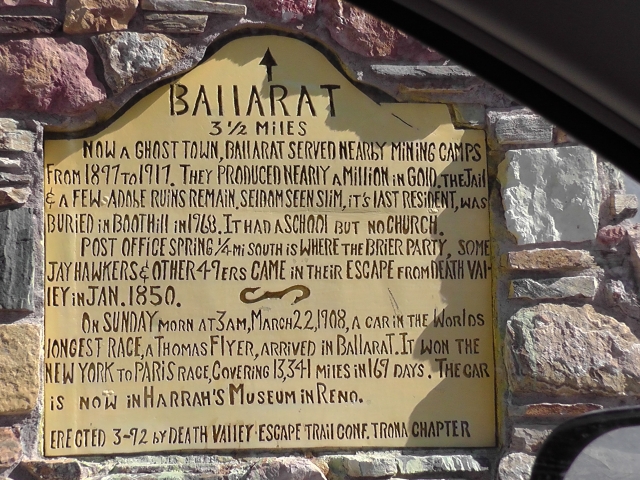 BAllARAT
3 1/2 MILES
NOW A GHOST TOWN, BAllARAT SERVED NEARBY MINING CAMPS
FROM 1897 TO 1917. THEY PRODUCED NEARLY A MILLION IN GOLD. THE JAIL
& A FEW ADOBE RUINS REMAIN. SELDOM SEEN SLIM, IT'S LAST RESIDENT, WAS
BURIED IN BOOTHILL IN 1968. IT HAD A SCHOOL BUT NO CHURCH.
POST OFFICE SPRING 1/4 MI SOUTH IS WHERE THE BRIER PARTY, SOME
JAYHAWKERS & OTHER 49ERS CAME IN THEIR ESCAPE FROM DEATH VAL-
LEY IN JAN. 1850.
ON SUNDAY MORN AT 3 AM, MARCH 22, 1908, A CAR IN THE WORLDS
LONGEST RACE, A THOMAS FLYER, ARRIVED IN BALLARAT. IT WON THE
NEW YORK TO PARIS RACE, COVERING 13,341 MILES IN 169 DAYS. THE CAR
IS NOW IN HARRAH'S MUSEUM IN RENO.
ERECTED 3-92 BY DEATH VALLEY ESCAPE TRAIL CONF. TRONA CHAPTER